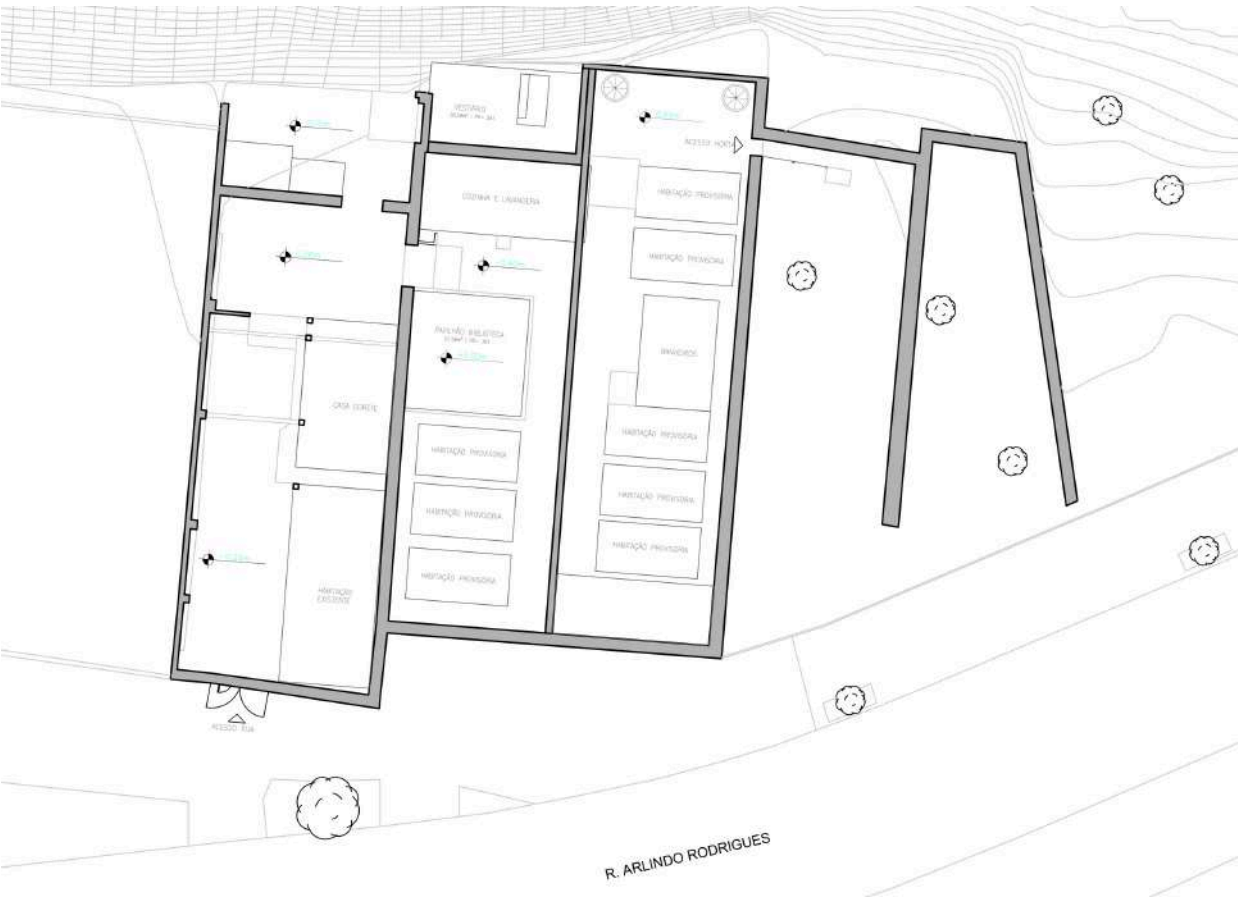 VESTIÁRIO
ACESSO HORTA
HABITAÇÃO PROVISÓRIA
COZINHA E LAVANDERIA
HABITAÇÃO PROVISÓRIA
PAVILHÃO BIBLIOTECA
BANHEIROS
CASA CORETE
HABITAÇÃO PROVISÓRIA
HABITAÇÃO PROVISÓRIA
HABITAÇÃO PROVISÓRIA
HABITAÇÃO PROVISÓRIA
HABITAÇÃO PROVISÓRIA
HABITAÇÃO PROVISÓRIA
HABITAÇÃO
EXISTENTE
ACESSO RUA
R. ARLINDO RODRIGUES